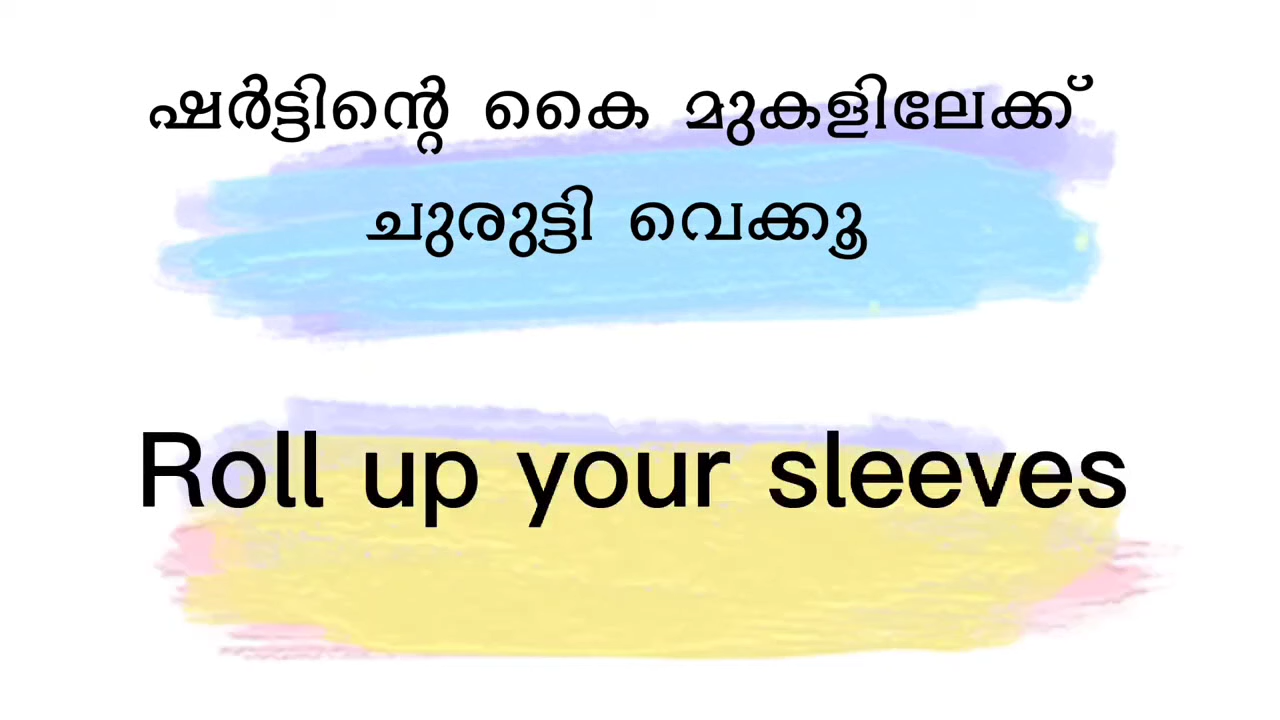 ഷർട്ടിന്റെ കൈ മുകളിലേക്ക്
ചുരുട്ടി വെക്കൂ
Roll up your sleeves